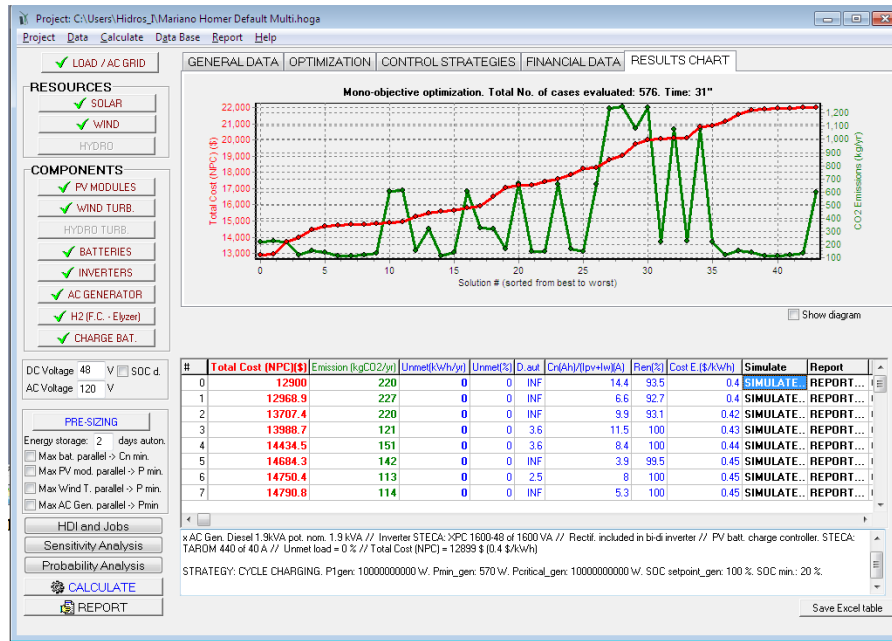 Project: C:\Users\Hidros_I\Mariano Homer Default Multi.hoga
Project Data Calculate Data Base Report Help
LOAD / AC GRID
RESOURCES
SOLAR
WIND
HYDRO
COMPONENTS
PV MODULES
WIND TURB.
HYDRO TURB
BATTERIES
INVERTERS
AC GENERATOR
H2 (F.C. - Elyzer)
CHARGE BAT.
DC Voltage 48 V SOC d.
AC Voltage 120 V
PRE-SIZING
Energy storage: 2 days auton.
Max bat. parallel -> Cn min.
Max PV mod. parallel -> P min.
Max Wind T. parallel -> P min.
Max AC Gen. parallel -> Pmin
HDI and Jobs
Sensitivity Analysis
Probability Analysis
CALCULATE
REPORT
GENERAL DATA OPTIMIZATION CONTROL STRATEGIES FINANCIAL DATA RESULTS CHART
Mono-objective optimization. Total No. of cases evaluated: 576. Time: 31"
Total Cost (NPC) ($)
22,000
21,000
20,000
19,000
18,000
17,000
16,000
15,000
14,000
13,000
1,200
1,100
1,000
900
800
700
600
500
400
300
200
100
CO2 Emissions (kg/yr)
0 5 10 15 20 25 30 35 40
Solution # (sorted from best to worst)
Show diagram
# Total Cost (NPC)($) Emission (kgCO2/yr) Unmet(kWh/yr) Unmet(%) D.aut Cn(Ah)/(Ipv+Iw)(A) Ren(%) Cost E.($/kWh) Simulate Report
0 12900 220 0 0 INF 14.4 93.5 0.4 SIMULATE.. REPORT...
1 12968.9 227 0 0 INF 6.6 92.7 0.4 SIMULATE.. REPORT...
2 13707.4 220 0 0 INF 9.9 93.1 0.42 SIMULATE.. REPORT...
3 13988.7 121 0 0 3.6 11.5 100 0.43 SIMULATE.. REPORT...
4 14434.5 151 0 0 3.6 8.4 100 0.44 SIMULATE.. REPORT...
5 14684.3 142 0 0 INF 3.9 99.5 0.45 SIMULATE.. REPORT...
6 14750.4 113 0 0 2.5 8 100 0.45 SIMULATE.. REPORT...
7 14790.8 114 0 0 INF 5.3 100 0.45 SIMULATE.. REPORT...
x AC Gen. Diesel 1.9kVA pot. nom. 1.9 kVA // Inverter STECA: XPC 1600-48 of 1600 VA // Rectif. included in bi-di inverter // PV batt. charge controller. STECA:
TAROM 440 of 40 A // Unmet load = 0 % // Total Cost (NPC) = 12899 $ (0.4 $/kWh)
STRATEGY: CYCLE CHARGING. P1gen: 10000000000 W. Pmin_gen: 570 W. Pcritical_gen: 10000000000 W. SOC setpoint_gen: 100 %. SOC min.: 20 %.
Save Excel table